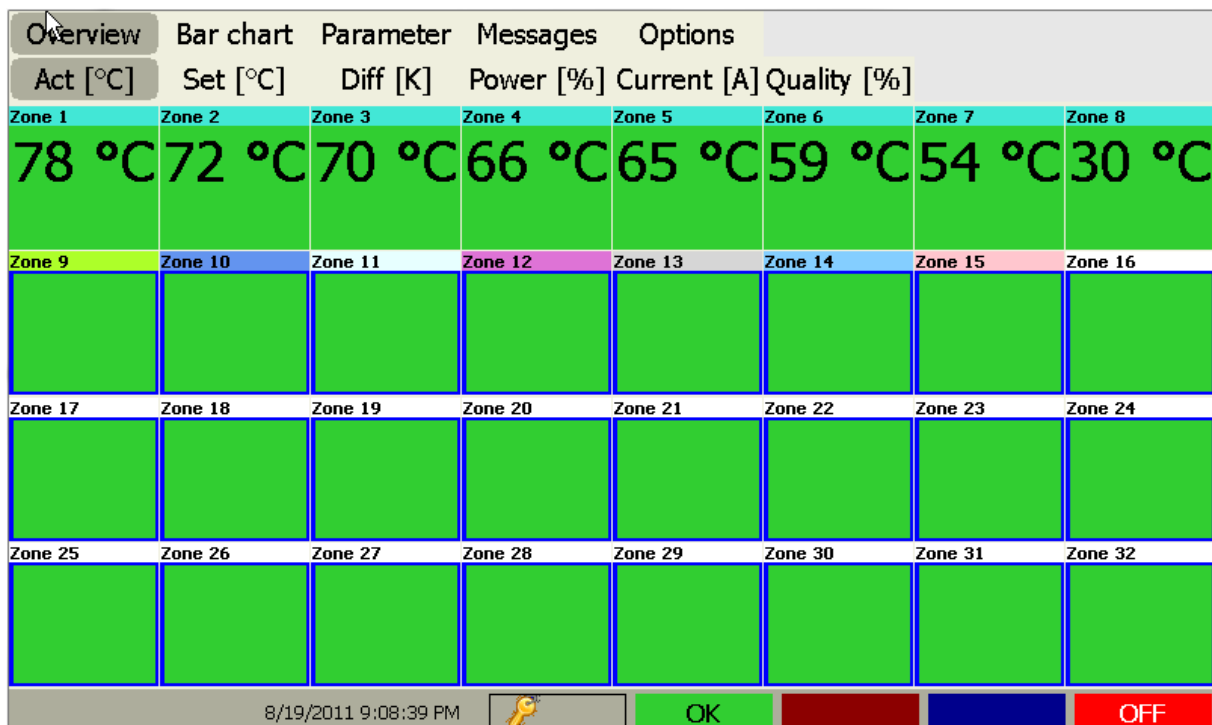 Overview Bar chart Parameter Messages Options
Act [°C] Set [°C] Diff [K] Power [%] Current [A] Quality [%]
Zone 1 Zone 2 Zone 3 Zone 4 Zone 5 Zone 6 Zone 7 Zone 8
78 °C 72 °C 70 °C 66 °C 65 °C 59 °C 54 °C 30 °C
Zone 9 Zone 10 Zone 11 Zone 12 Zone 13 Zone 14 Zone 15 Zone 16
Zone 17 Zone 18 Zone 19 Zone 20 Zone 21 Zone 22 Zone 23 Zone 24
Zone 25 Zone 26 Zone 27 Zone 28 Zone 29 Zone 30 Zone 31 Zone 32
8/19/2011 9:08:39 PM OK OFF